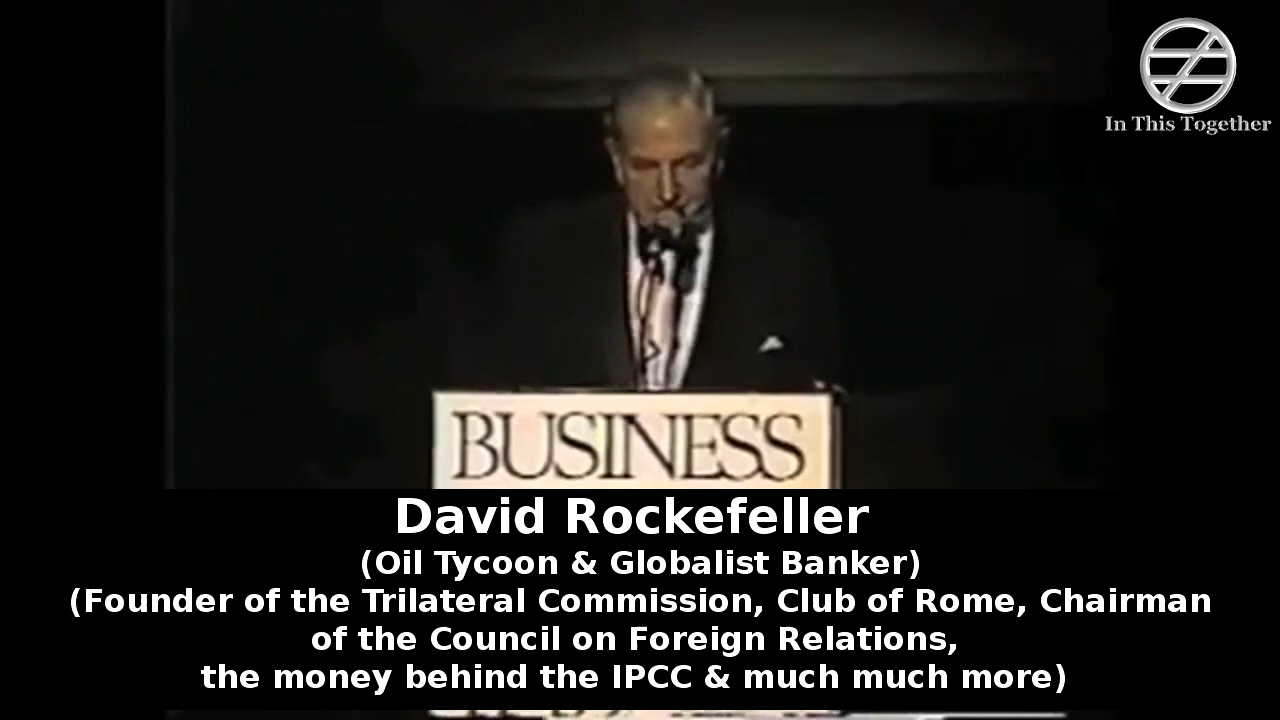 In This Together
BUSINESS
David Rockefeller
(Oil Tycoon & Globalist Banker)
(Founder of the Trilateral Commission, Club of Rome, Chairman
of the Council on Foreign Relations,
the money behind the IPCC & much much more)